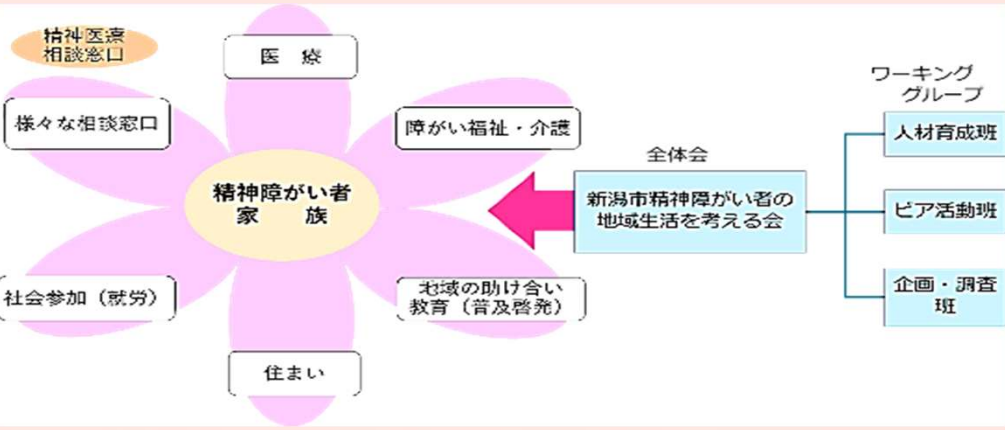 精神医療
相談窓口
医　療
様々な相談窓口
障がい福祉・介護
精神障がい者
家　　族
社会参加（就労）
地域の助け合い
教育（普及啓発）
住まい
全体会
新潟市精神障がい者の
地域生活を考える会
ワーキング
グループ
人材育成班
ピア活動班
企画・調査
班